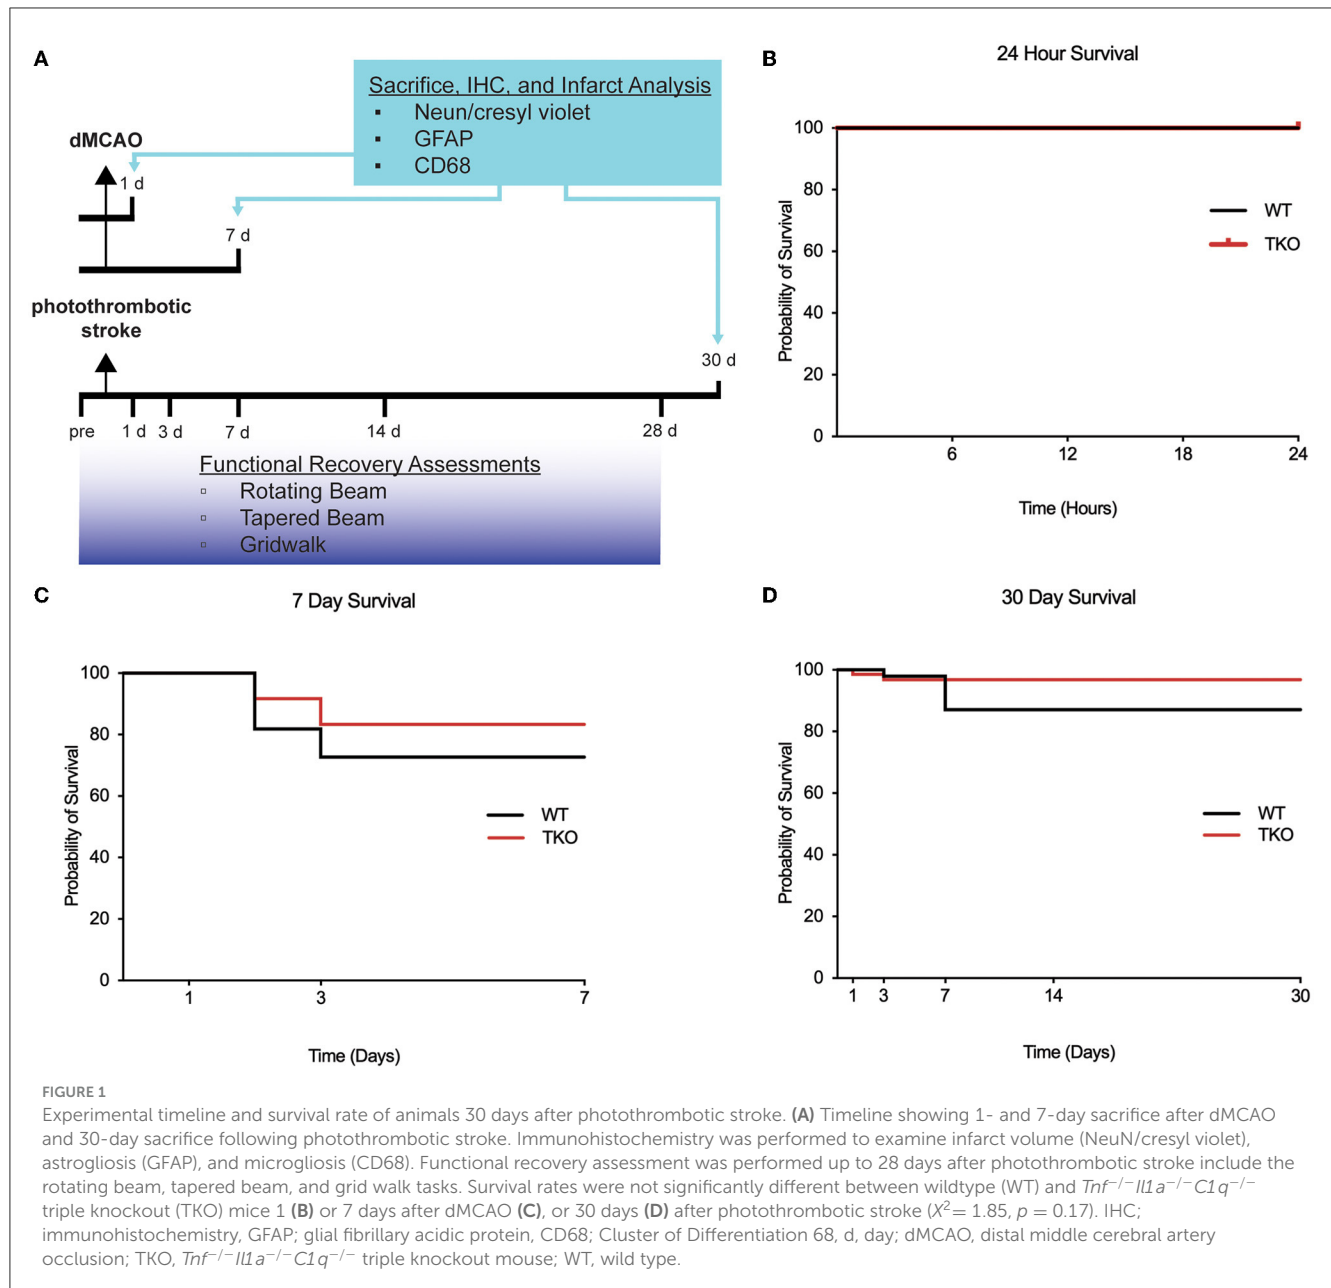 A
dMCAO
1 d
7 d
photothrombotic
stroke
30 d
pre
1 d
3 d
7 d
14 d
28 d
Sacrifice, IHC, and Infarct Analysis
▪ Neun/cresyl violet
▪ GFAP
▪ CD68
Functional Recovery Assessments
▫ Rotating Beam
▫ Tapered Beam
▫ Gridwalk
B
24 Hour Survival
Probability of Survival
100
80
60
40
20
0
6
12
18
24
Time (Hours)
WT
TKO
C
7 Day Survival
Probability of Survival
100
80
60
40
20
0
1
3
7
Time (Days)
WT
TKO
D
30 Day Survival
Probability of Survival
100
80
60
40
20
0
1
3
7
14
30
Time (Days)
WT
TKO
FIGURE 1
Experimental timeline and survival rate of animals 30 days after photothrombotic stroke. (A) Timeline showing 1- and 7-day sacrifice after dMCAO
and 30-day sacrifice following photothrombotic stroke. Immunohistochemistry was performed to examine infarct volume (NeuN/cresyl violet),
astrogliosis (GFAP), and microgliosis (CD68). Functional recovery assessment was performed up to 28 days after photothrombotic stroke include the
rotating beam, tapered beam, and grid walk tasks. Survival rates were not significantly different between wildtype (WT) and Tnf⁻/⁻Il1a⁻/⁻C1q⁻/⁻
triple knockout (TKO) mice 1 (B) or 7 days after dMCAO (C), or 30 days (D) after photothrombotic stroke (X²= 1.85, p = 0.17). IHC;
immunohistochemistry, GFAP; glial fibrillary acidic protein, CD68; Cluster of Differentiation 68, d, day; dMCAO, distal middle cerebral artery
occlusion; TKO, Tnf⁻/⁻Il1a⁻/⁻C1q⁻/⁻ triple knockout mouse; WT, wild type.